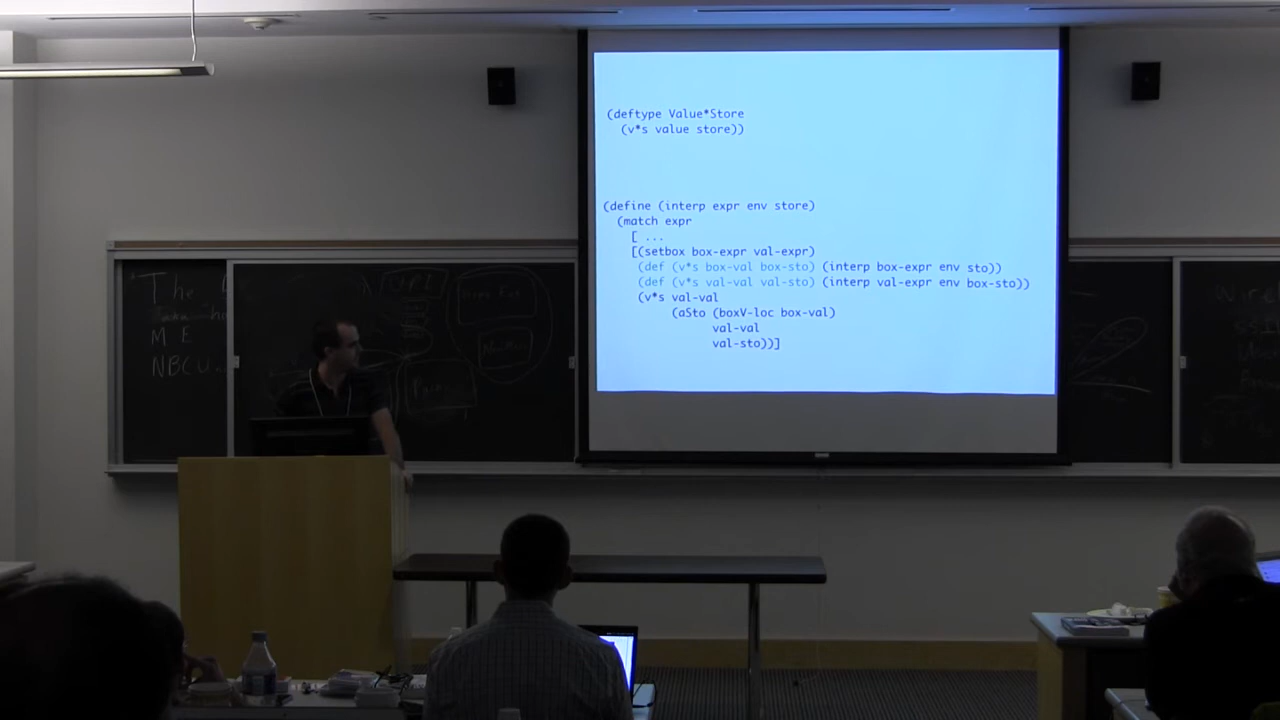 (deftype Value*Store
(v*s value store))
(define (interp expr env store)
(match expr
[ ...
[(setbox box-expr val-expr)
(def (v*s box-val box-sto) (interp box-expr env sto))
(def (v*s val-val val-sto) (interp val-expr env box-sto))
(v*s val-val
(aSto (boxV-loc box-val)
val-val
val-sto))]
The
M E
NBCU